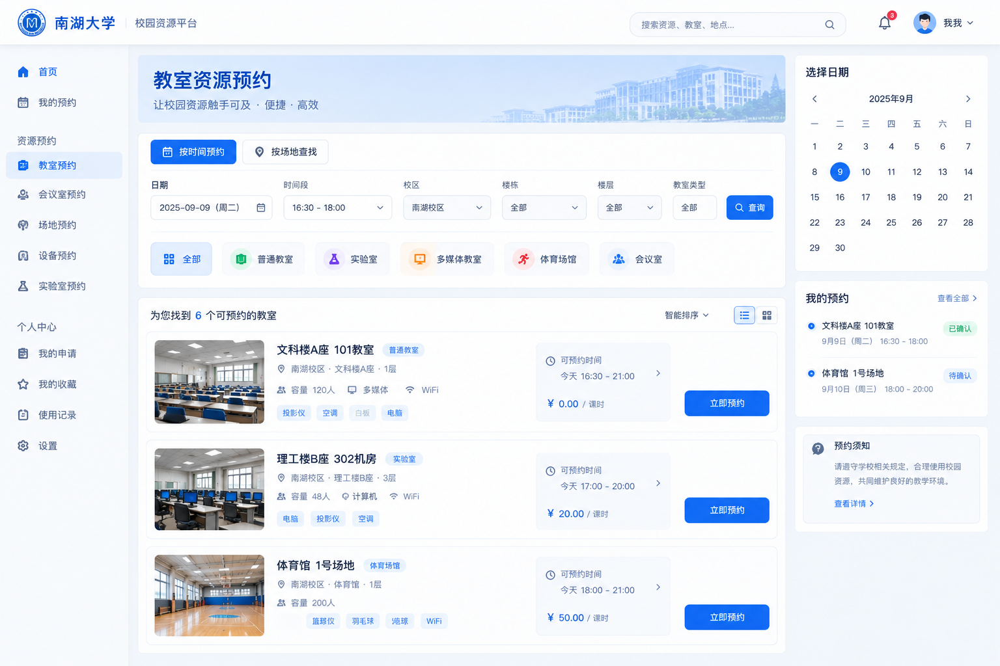 南湖大学 校园资源平台
搜索资源、教室、地点...
3
我我
首页
我的预约
资源预约
教室预约
会议室预约
场地预约
设备预约
实验室预约
个人中心
我的申请
我的收藏
使用记录
设置
教室资源预约
让校园资源触手可及 · 便捷 · 高效
按时间预约 按场地查找
日期 时间段 校区 楼栋 楼层 教室类型
2025-09-09（周二） 16:30 - 18:00 南湖校区 全部 全部 全部 查询
全部 普通教室 实验室 多媒体教室 体育场馆 会议室
为您找到 6 个可预约的教室 智能排序
文科楼A座 101教室 普通教室
南湖校区 · 文科楼A座 · 1层
容量 120人 多媒体 WiFi
投影仪 空调 白板 电脑
可预约时间
今天 16:30 - 21:00
¥ 0.00 / 课时
立即预约
理工楼B座 302机房 实验室
南湖校区 · 理工楼B座 · 3层
容量 48人 计算机 WiFi
电脑 投影仪 空调
可预约时间
今天 17:00 - 20:00
¥ 20.00 / 课时
立即预约
体育馆 1号场地 体育场馆
南湖校区 · 体育馆 · 1层
容量 200人
羽毛球 WiFi
可预约时间
今天 18:00 - 21:00
¥ 50.00 / 课时
立即预约
选择日期
2025年9月
一 二 三 四 五 六 日
1 2 3 4 5 6 7
8 9 10 11 12 13 14
15 16 17 18 19 20 21
22 23 24 25 26 27 28
29 30
我的预约 查看全部
文科楼A座 101教室 已确认
9月9日（周二） 16:30 - 18:00
体育馆 1号场地 待确认
9月10日（周三） 18:00 - 20:00
预约须知
请遵守学校相关规定，合理使用校园
资源，共同维护良好的教学环境。
查看详情